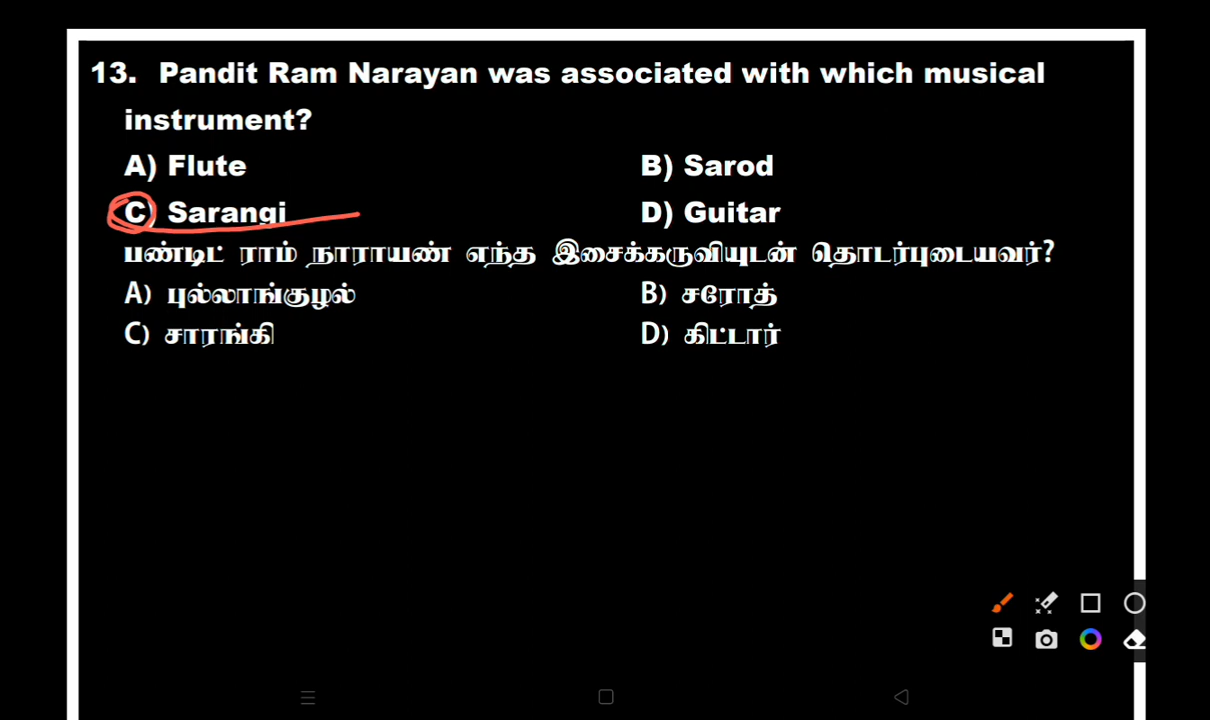 13. Pandit Ram Narayan was associated with which musical
instrument?
A) Flute B) Sarod
C) Sarangi D) Guitar
பண்டிட் ராம் நாராயண் எந்த இசைக்கருவியுடன் தொடர்புடையவர்?
A) புல்லாங்குழல் B) சரோத்
C) சாரங்கி D) கிட்டார்